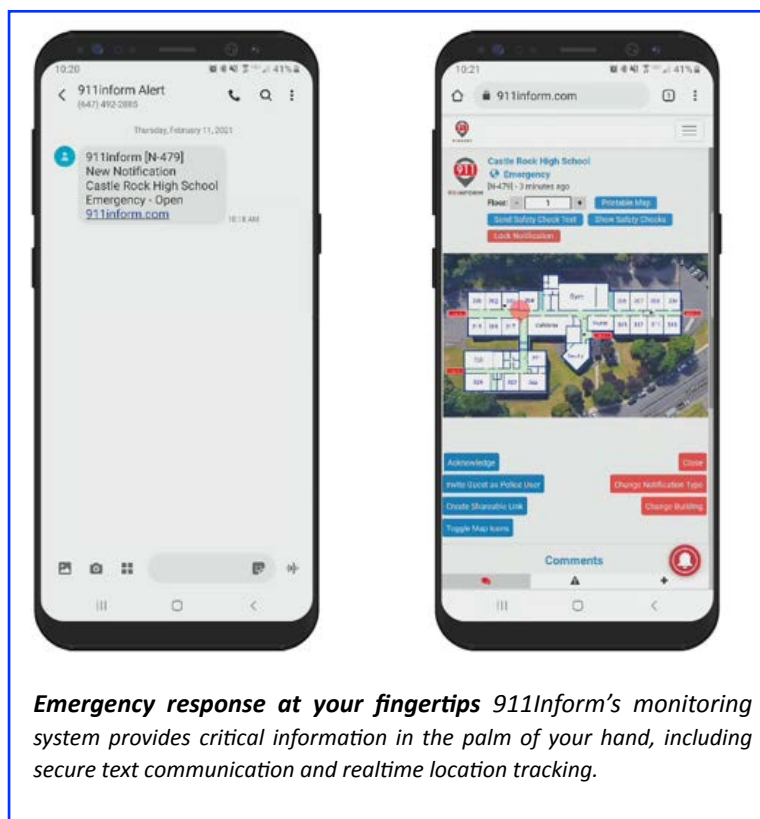 10:20
41%
911inform Alert
(647) 492-2885
Thursday, February 11, 2021
911inform [N-479]
New Notification
Castle Rock High School
Emergency - Open
911inform.com
10:18 AM
10:21
41%
911inform.com
1
911
Castle Rock High School
Emergency
[N-479] - 3 minutes ago
Floor: - 1 + Printable Map
Send Safety Check Text Show Safety Checks
Lock Notification
Gym
Cafeteria
Acknowledge
Close
Invite Guest as Police User
Change Notification Type
Create Shareable Link
Change Building
Toggle Map Icons
Comments
Emergency response at your fingertips 911Inform’s monitoring
system provides critical information in the palm of your hand, including
secure text communication and realtime location tracking.